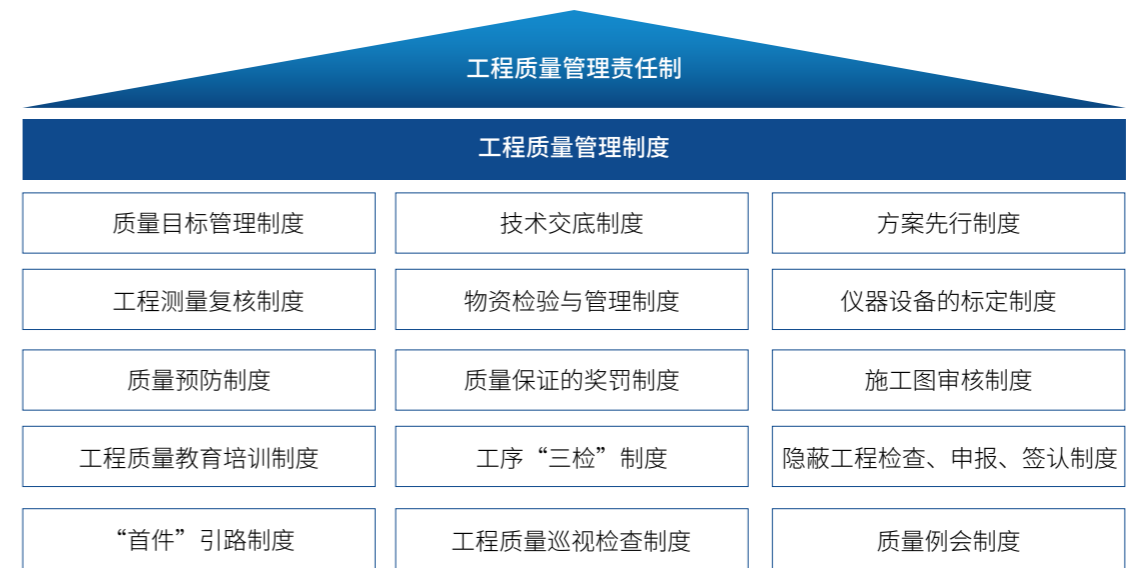 工程质量管理责任制
工程质量管理制度
质量目标管理制度
技术交底制度
方案先行制度
工程测量复核制度
物资检验与管理制度
仪器设备的标定制度
质量预防制度
质量保证的奖罚制度
施工图审核制度
工程质量教育培训制度
工序“三检”制度
隐蔽工程检查、申报、签认制度
“首件”引路制度
工程质量巡视检查制度
质量例会制度